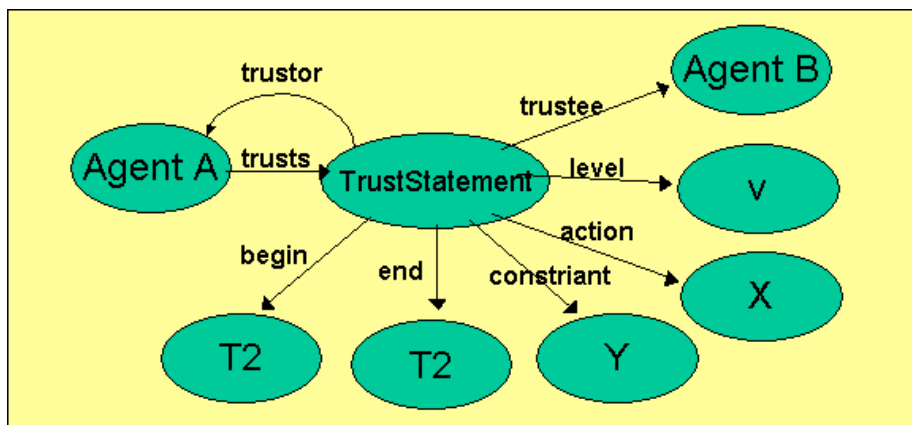 trustor
Agent B
trustee
Agent A
trusts
TrustStatement
level
v
action
begin
end
constriant
X
T2
T2
Y